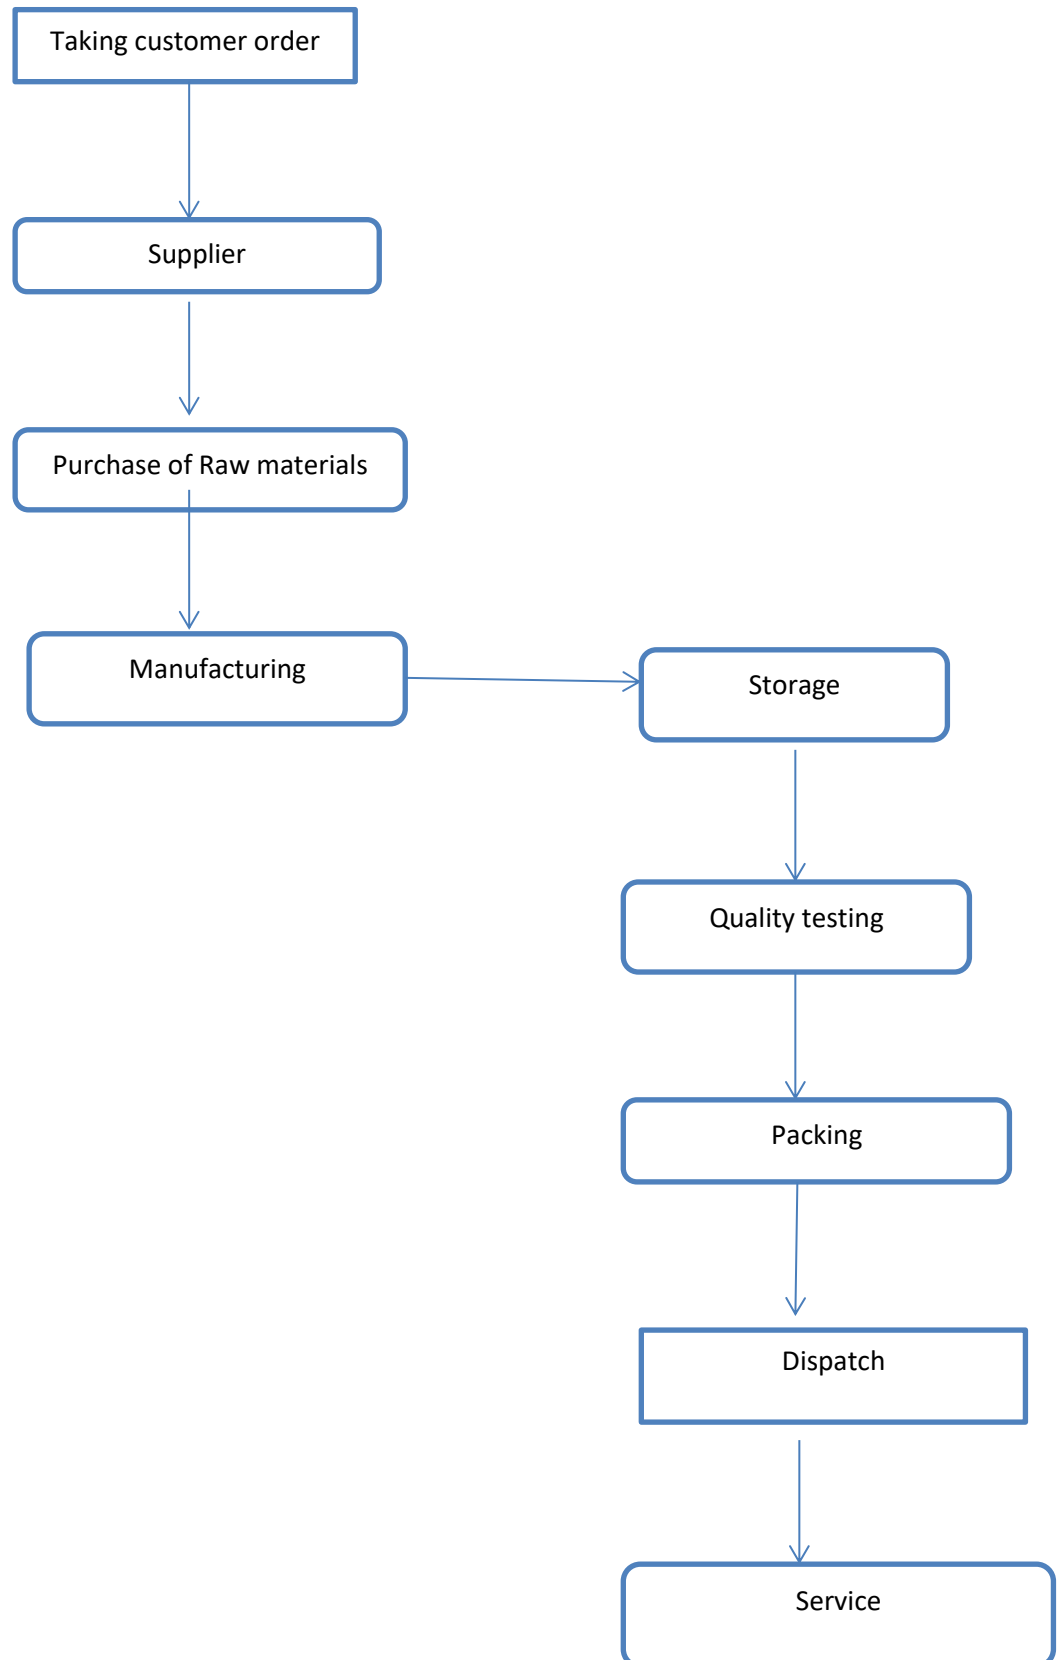 Taking customer order
Supplier
Purchase of Raw materials
Manufacturing
Storage
Quality testing
Packing
Dispatch
Service